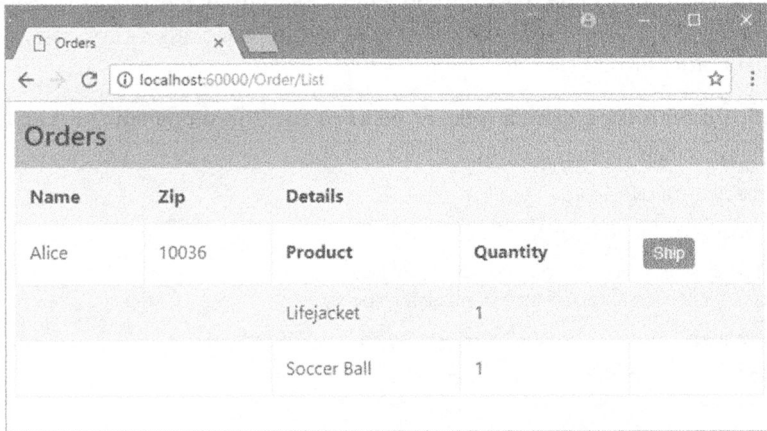 Orders
localhost:60000/Order/List
Orders
Name Zip Details
Alice 10036 Product Quantity Ship
Lifejacket 1
Soccer Ball 1